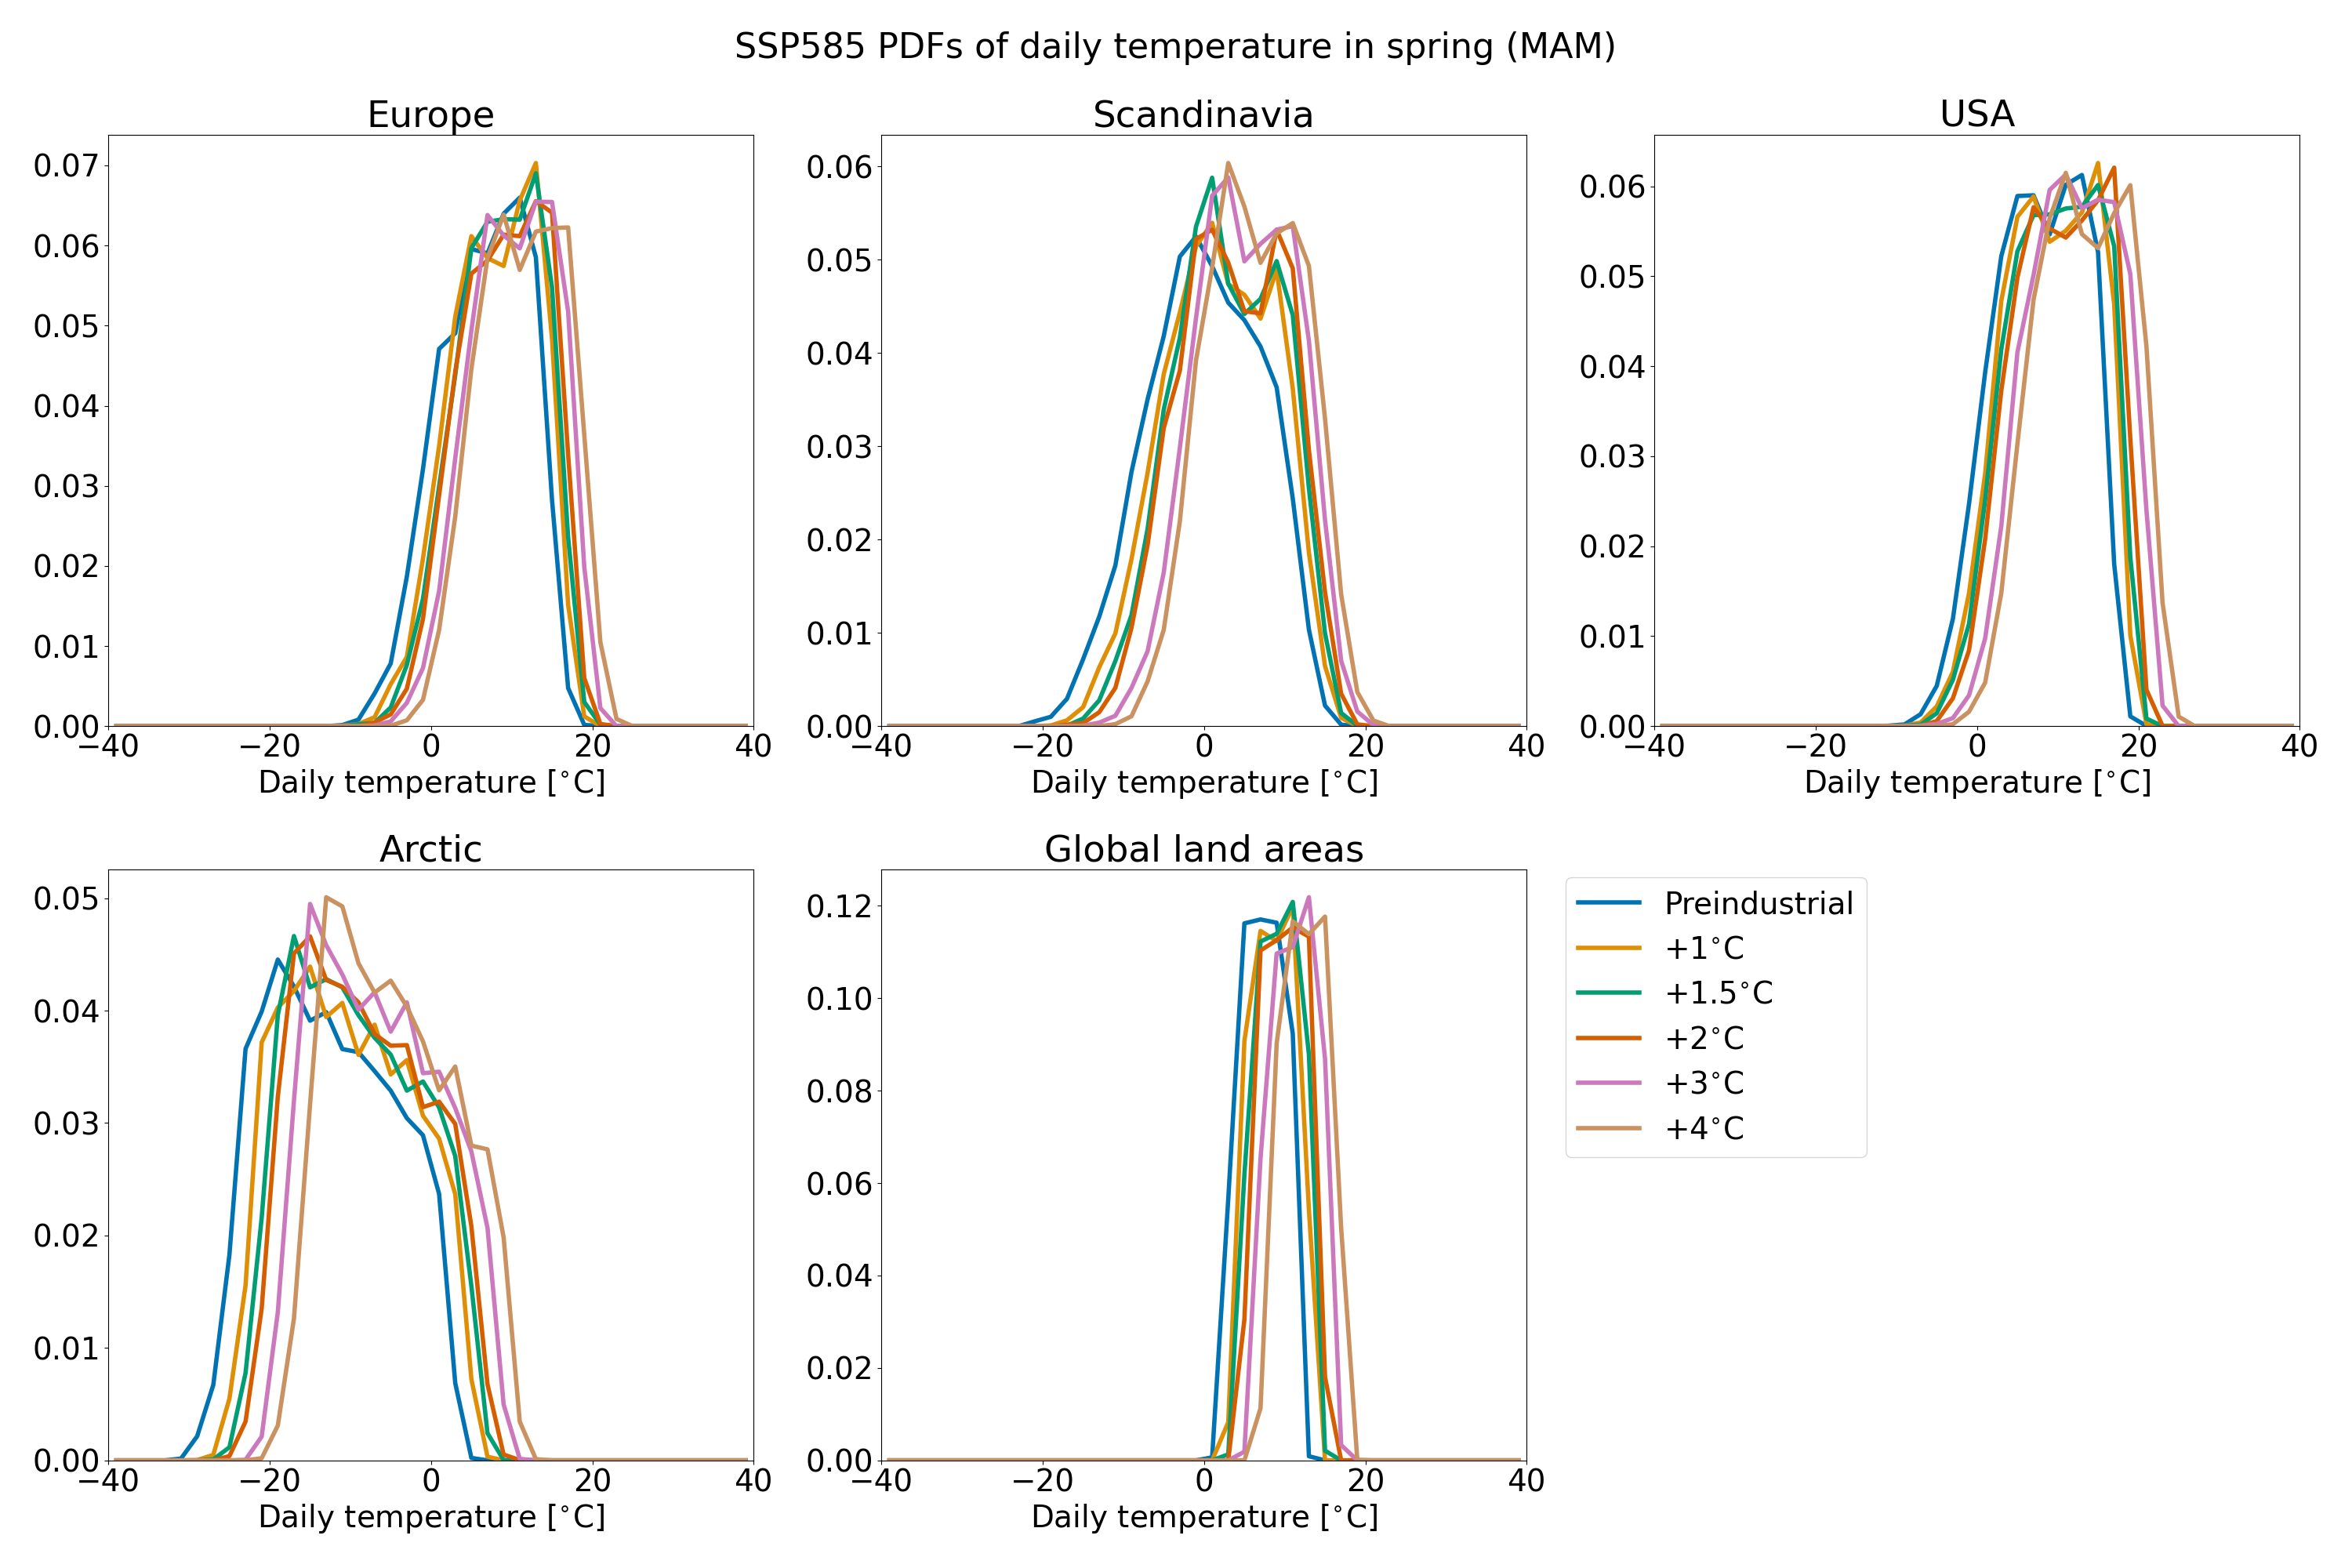 SSP585 PDFs of daily temperature in spring (MAM)
Europe
0.07
0.06
0.05
0.04
0.03
0.02
0.01
0.00
−40 −20 0 20 40
Daily temperature [°C]
Scandinavia
0.06
0.05
0.04
0.03
0.02
0.01
0.00
−40 −20 0 20 40
Daily temperature [°C]
USA
0.06
0.05
0.04
0.03
0.02
0.01
0.00
−40 −20 0 20 40
Daily temperature [°C]
Arctic
0.05
0.04
0.03
0.02
0.01
0.00
−40 −20 0 20 40
Daily temperature [°C]
Global land areas
0.12
0.10
0.08
0.06
0.04
0.02
0.00
−40 −20 0 20 40
Daily temperature [°C]
Preindustrial
+1°C
+1.5°C
+2°C
+3°C
+4°C